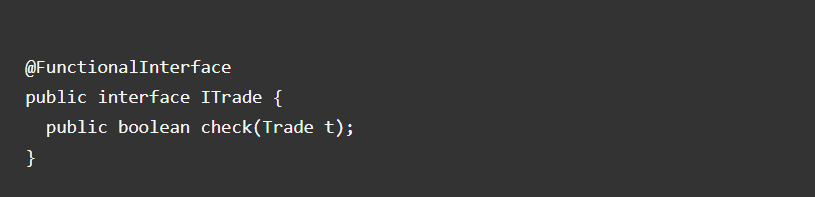 @FunctionalInterface
public interface ITrade {
  public boolean check(Trade t);
}